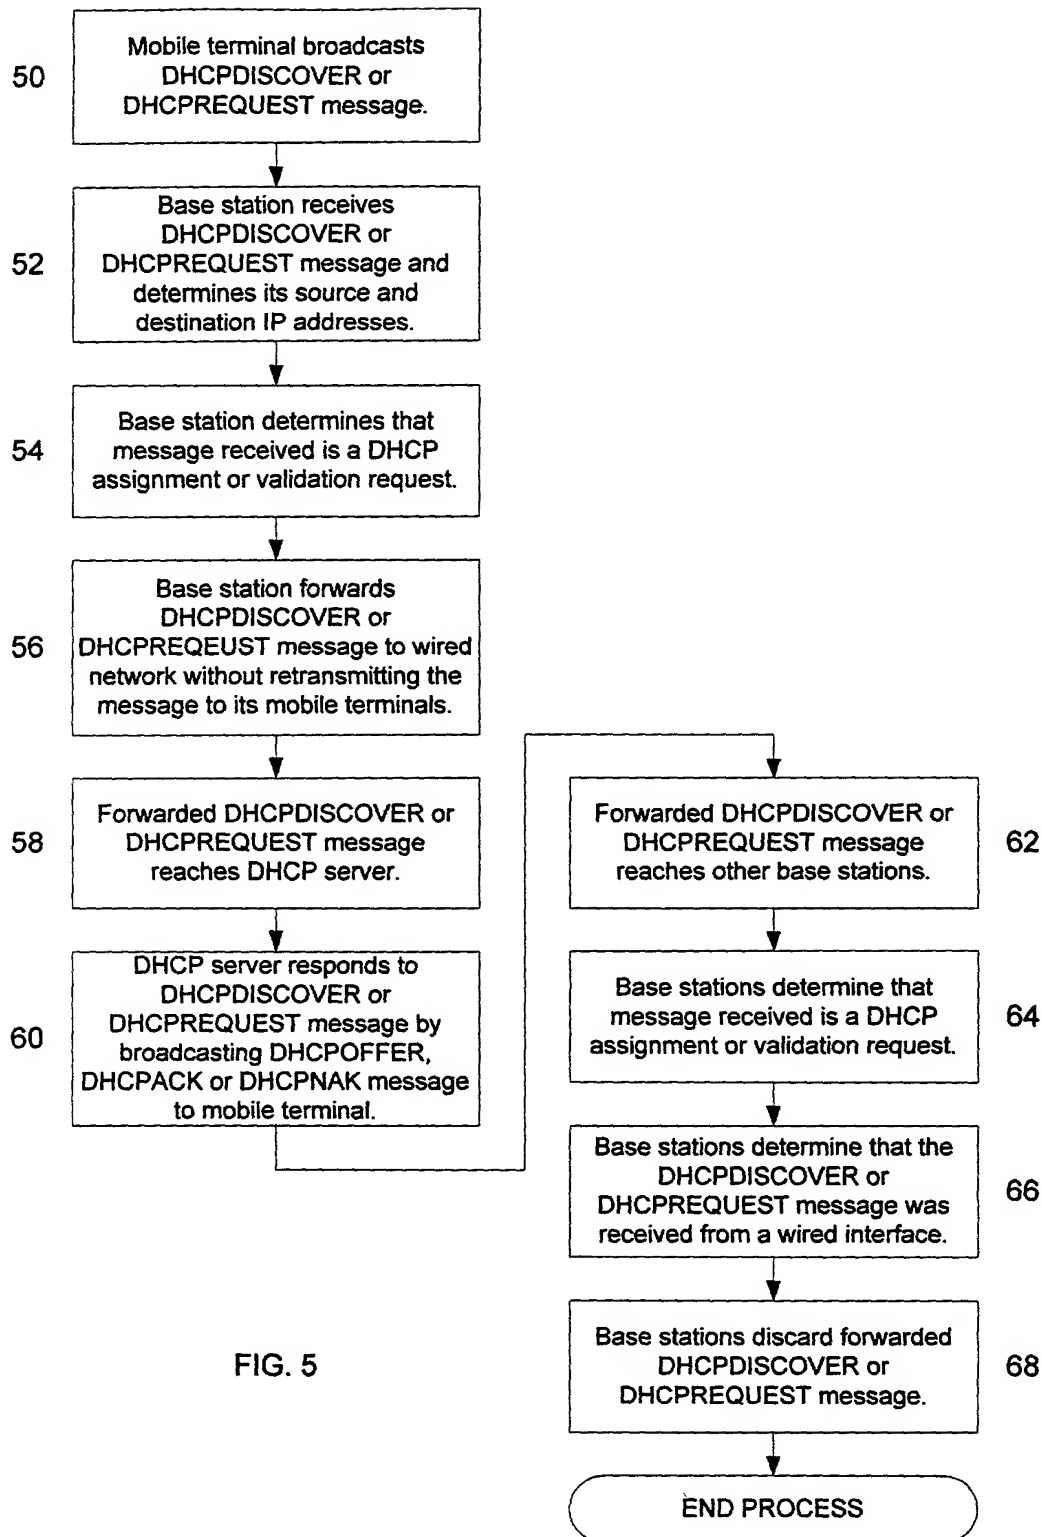 50
Mobile terminal broadcasts
DHCPDISCOVER or
DHCPREQUEST message.
52
Base station receives
DHCPDISCOVER or
DHCPREQUEST message and
determines its source and
destination IP addresses.
54
Base station determines that
message received is a DHCP
assignment or validation request.
56
Base station forwards
DHCPDISCOVER or
DHCPREQEUST message to wired
network without retransmitting the
message to its mobile terminals.
58
Forwarded DHCPDISCOVER or
DHCPREQUEST message
reaches DHCP server.
60
DHCP server responds to
DHCPDISCOVER or
DHCPREQUEST message by
broadcasting DHCPOFFER,
DHCPACK or DHCPNAK message
to mobile terminal.
Forwarded DHCPDISCOVER or
DHCPREQUEST message
reaches other base stations.
62
Base stations determine that
message received is a DHCP
assignment or validation request.
64
Base stations determine that the
DHCPDISCOVER or
DHCPREQUEST message was
received from a wired interface.
66
Base stations discard forwarded
DHCPDISCOVER or
DHCPREQUEST message.
68
END PROCESS
FIG. 5